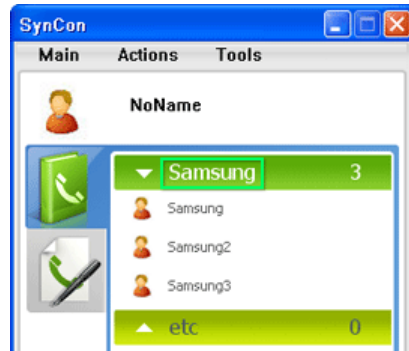 SynCon
Main Actions Tools
NoName
Samsung 3
Samsung
Samsung2
Samsung3
etc 0